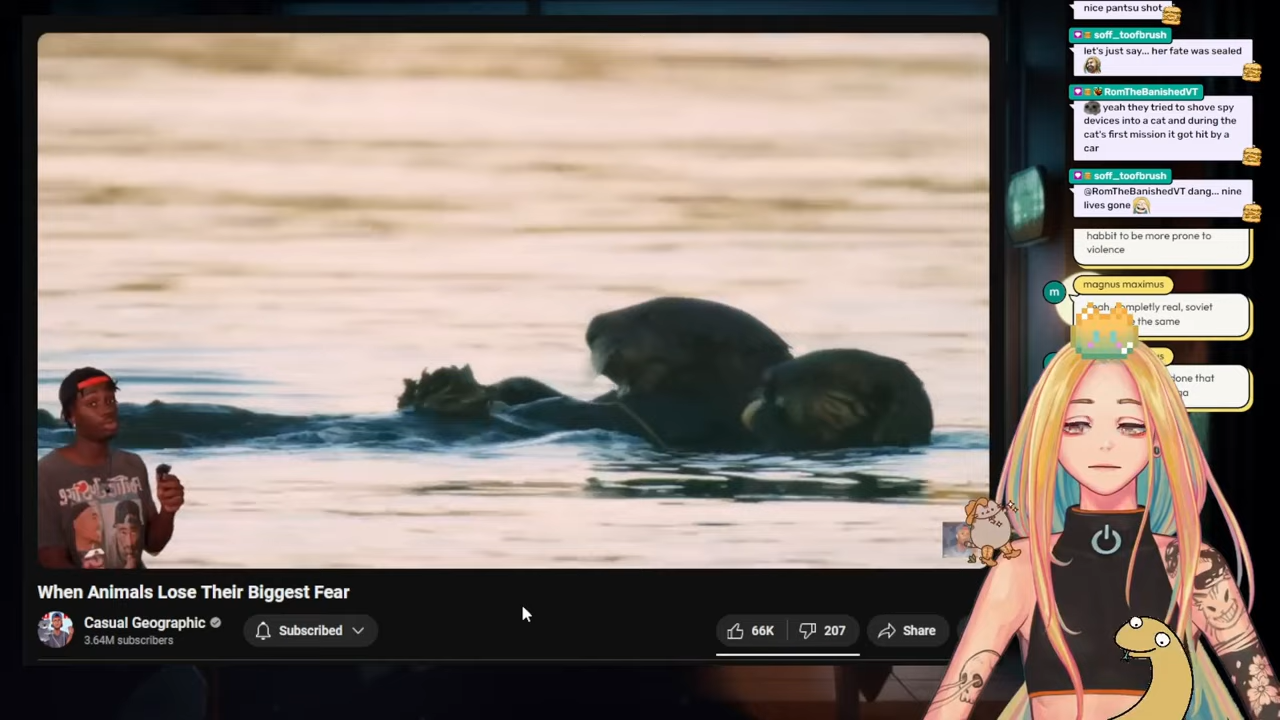 nice pantsu shot
soff_toofbrush
let's just say... her fate was sealed
RomTheBanishedVT
yeah they tried to shove spy
devices into a cat and during the
cat's first mission it got hit by a
car
soff_toofbrush
@RomTheBanishedVT dang... nine
lives gone
habbit to be more prone to
violence
m
magnus maximus
soviet
the same
done that
When Animals Lose Their Biggest Fear
Casual Geographic
3.64M subscribers
Subscribed
66K
207
Share